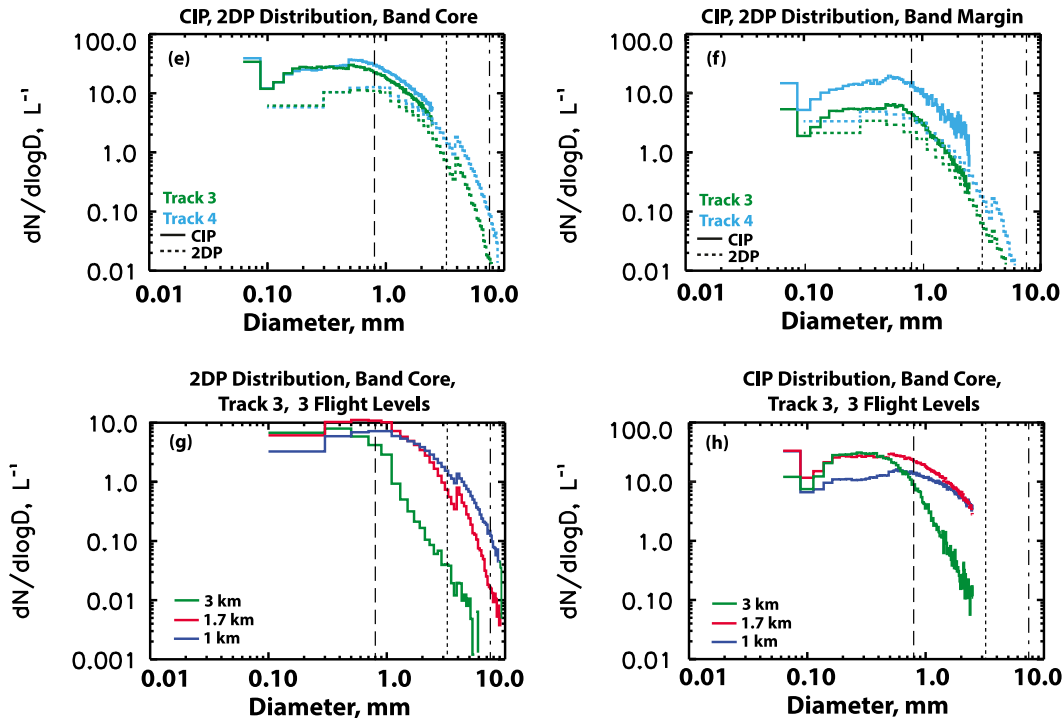 CIP, 2DP Distribution, Band Core
(e)
100.0
10.0
1.0
0.10
0.01
dN/dlogD, L⁻¹
Track 3
Track 4
CIP
2DP
0.01 0.10 1.0 10.0
Diameter, mm
CIP, 2DP Distribution, Band Margin
(f)
100.0
10.0
1.0
0.10
0.01
dN/dlogD, L⁻¹
Track 3
Track 4
CIP
2DP
0.01 0.10 1.0 10.0
Diameter, mm
2DP Distribution, Band Core,
Track 3, 3 Flight Levels
(g)
10.0
1.0
0.10
0.01
0.001
dN/dlogD, L⁻¹
3 km
1.7 km
1 km
0.01 0.10 1.0 10.0
Diameter, mm
CIP Distribution, Band Core,
Track 3, 3 Flight Levels
(h)
100.0
10.0
1.0
0.10
0.01
dN/dlogD, L⁻¹
3 km
1.7 km
1 km
0.01 0.10 1.0 10.0
Diameter, mm